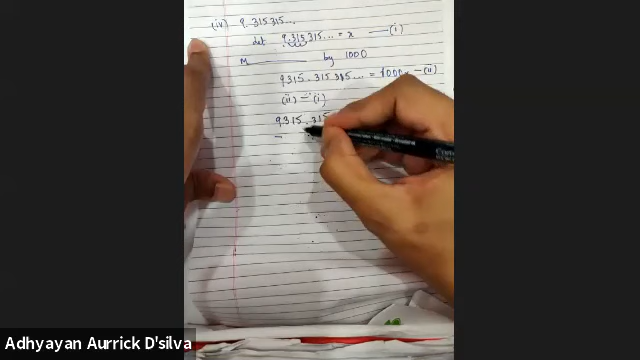 (iv) 9.315315...
Let 9.315315... = x —(i)
M by 1000
9315.315315... = 1000x —(ii)
(ii) - (i)
9315.315
-
Adhyayan Aurrick D'silva